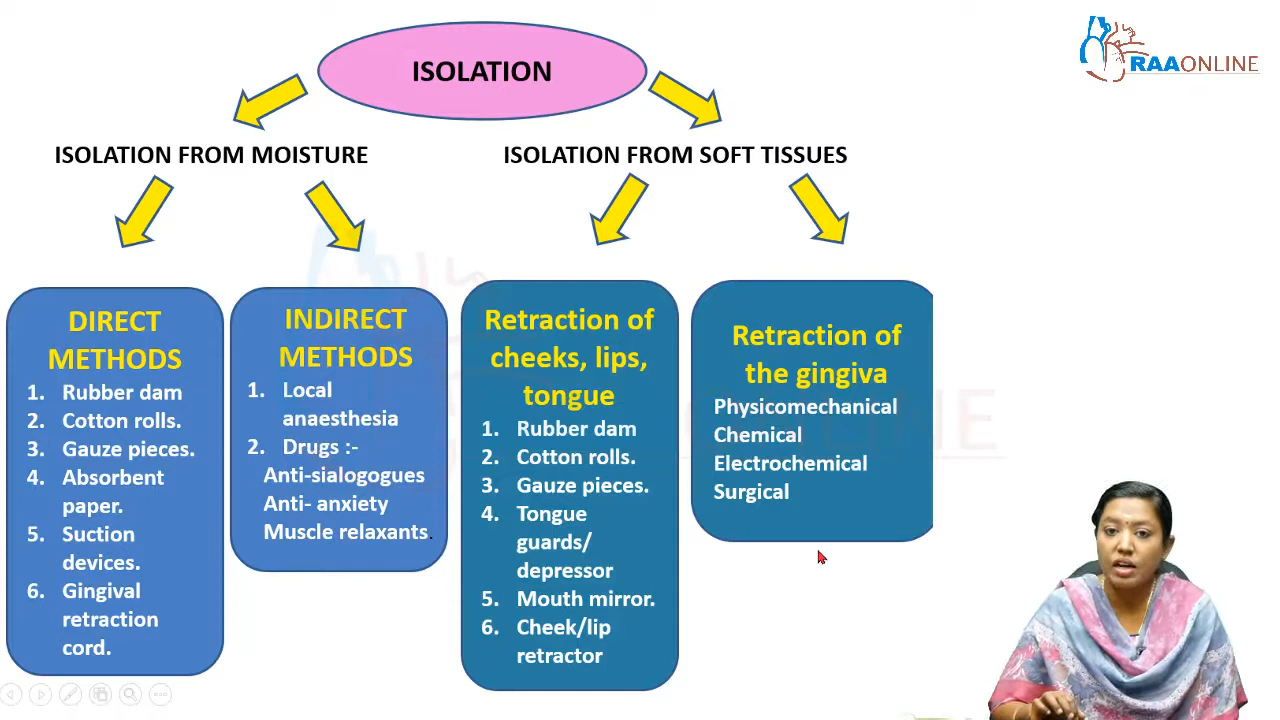 ISOLATION
RAAONLINE
ISOLATION FROM MOISTURE
ISOLATION FROM SOFT TISSUES
DIRECT
METHODS
1. Rubber dam
2. Cotton rolls.
3. Gauze pieces.
4. Absorbent
paper.
5. Suction
devices.
6. Gingival
retraction
cord.
INDIRECT
METHODS
1. Local
anaesthesia
2. Drugs :-
Anti-sialogogues
Anti- anxiety
Muscle relaxants.
Retraction of
cheeks, lips,
tongue
1. Rubber dam
2. Cotton rolls.
3. Gauze pieces.
4. Tongue
guards/
depressor
5. Mouth mirror.
6. Cheek/lip
retractor
Retraction of
the gingiva
Physicomechanical
Chemical
Electrochemical
Surgical